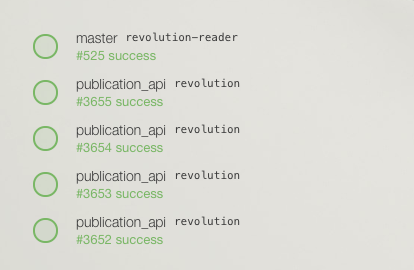 master revolution-reader
#525 success
publication_api revolution
#3655 success
publication_api revolution
#3654 success
publication_api revolution
#3653 success
publication_api revolution
#3652 success